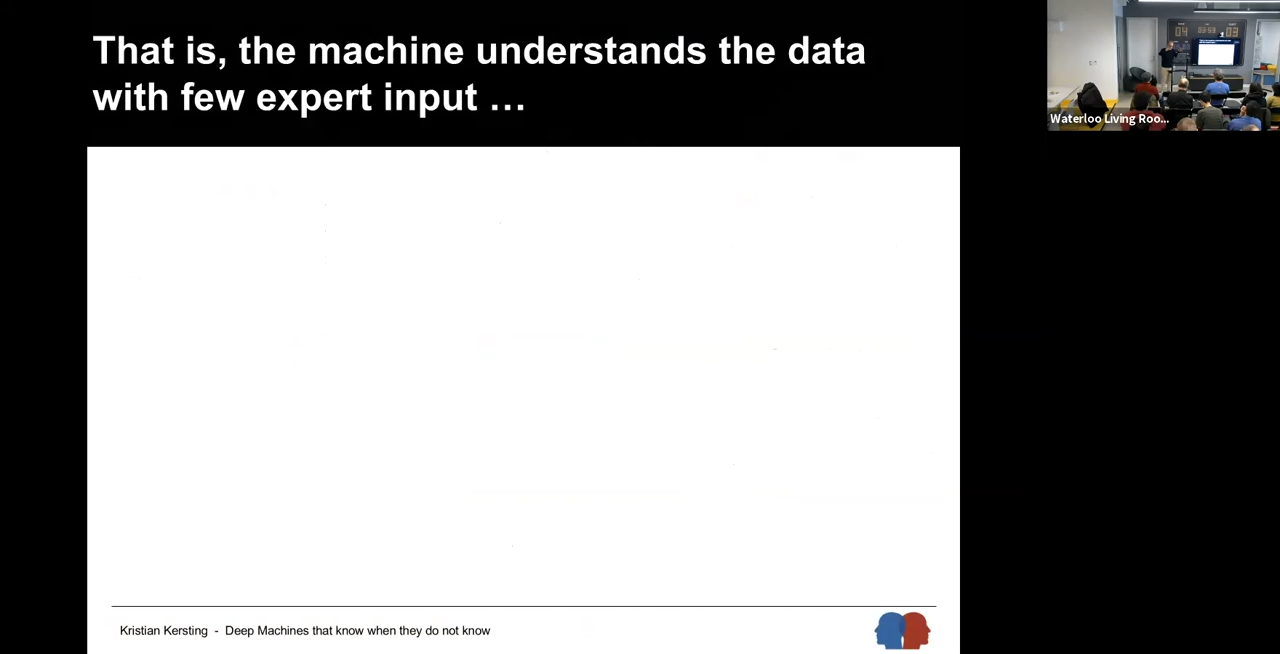 That is, the machine understands the data
with few expert input …
Waterloo Living Roo...
Kristian Kersting - Deep Machines that know when they do not know